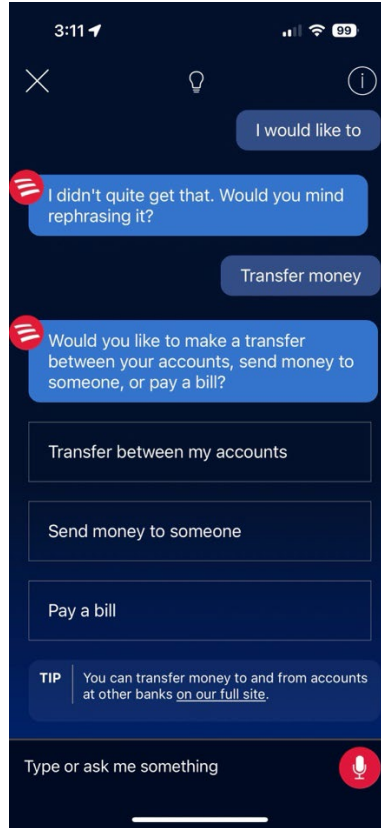 3:11
99
I would like to
I didn't quite get that. Would you mind
rephrasing it?
Transfer money
Would you like to make a transfer
between your accounts, send money to
someone, or pay a bill?
Transfer between my accounts
Send money to someone
Pay a bill
TIP
You can transfer money to and from accounts
at other banks on our full site.
Type or ask me something